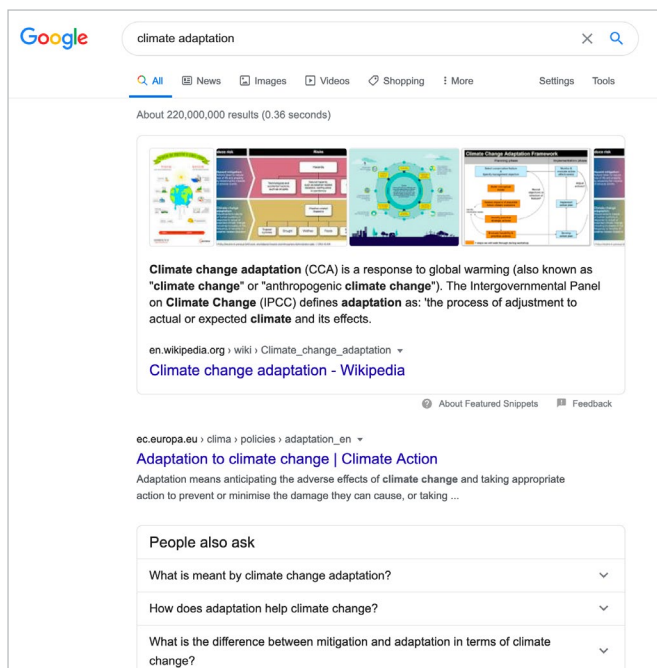 Google
climate adaptation
All News Images Videos Shopping More Settings Tools
About 220,000,000 results (0.36 seconds)
Climate Change Adaptation Framework
Climate change adaptation (CCA) is a response to global warming (also known as
"climate change" or "anthropogenic climate change"). The Intergovernmental Panel
on Climate Change (IPCC) defines adaptation as: 'the process of adjustment to
actual or expected climate and its effects.
en.wikipedia.org › wiki › Climate_change_adaptation
Climate change adaptation - Wikipedia
About Featured Snippets Feedback
ec.europa.eu › clima › policies › adaptation_en
Adaptation to climate change | Climate Action
Adaptation means anticipating the adverse effects of climate change and taking appropriate
action to prevent or minimise the damage they can cause, or taking ...
People also ask
What is meant by climate change adaptation?
How does adaptation help climate change?
What is the difference between mitigation and adaptation in terms of climate
change?